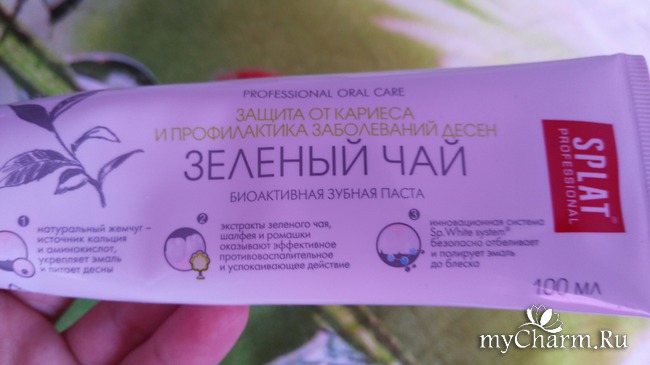 PROFESSIONAL ORAL CARE
ЗАЩИТА ОТ КАРИЕСА
И ПРОФИЛАКТИКА ЗАБОЛЕВАНИЙ ДЕСЕН
ЗЕЛЕНЫЙ ЧАЙ
БИОАКТИВНАЯ ЗУБНАЯ ПАСТА
SPLAT®
PROFESSIONAL
1
натуральный жемчуг –
источник кальция
и аминокислот,
укрепляет эмаль
и питает десны
2
экстракты зеленого чая,
шалфея и ромашки
оказывают эффективное
противовоспалительное
и успокаивающее действие
3
инновационная система
Sp.White system®
безопасно отбеливает
и полирует эмаль
до блеска
100 МЛ
myCharm.Ru